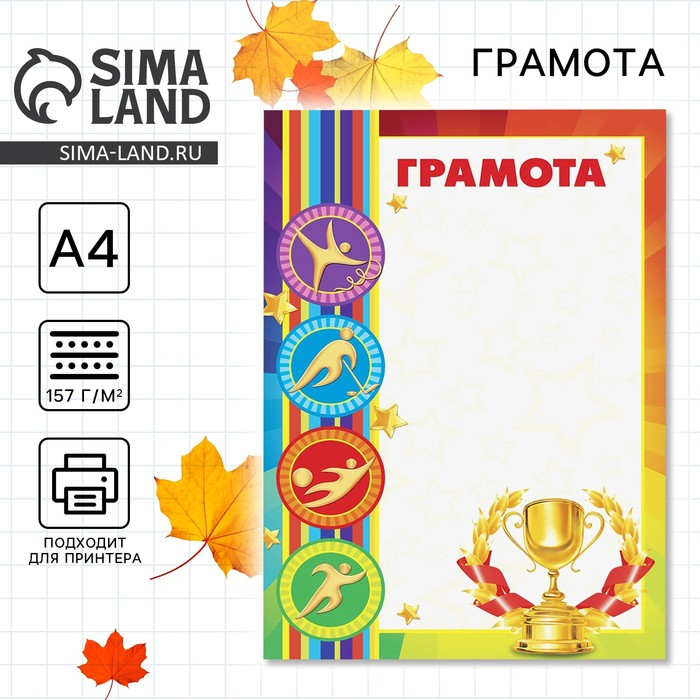 SIMA
LAND
SIMA-LAND.RU
ГРАМОТА
A4
157 Г/М²
ПОДХОДИТ
ДЛЯ ПРИНТЕРА
ГРАМОТА